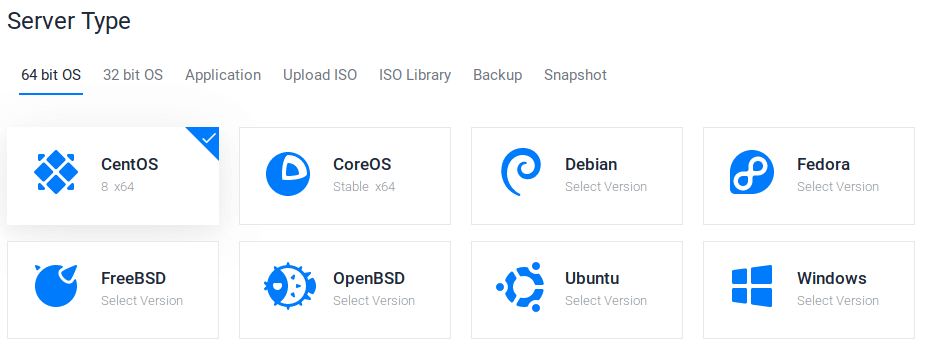 Server Type
64 bit OS 32 bit OS Application Upload ISO ISO Library Backup Snapshot
CentOS
8 x64
CoreOS
Stable x64
Debian
Select Version
Fedora
Select Version
FreeBSD
Select Version
OpenBSD
Select Version
Ubuntu
Select Version
Windows
Select Version